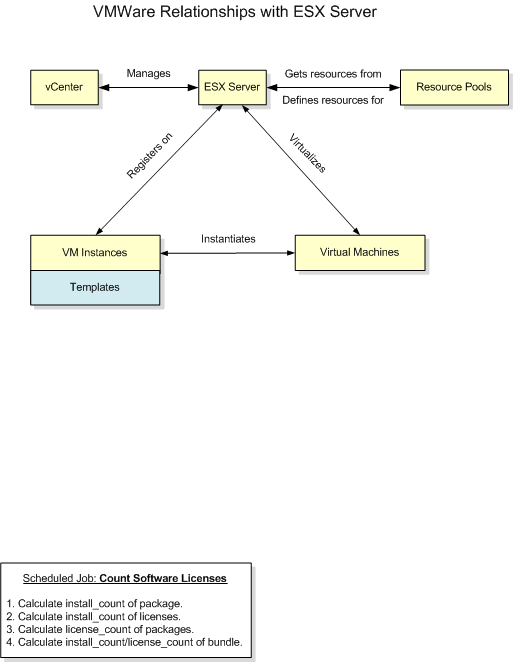 VMWare Relationships with ESX Server
vCenter
Manages
ESX Server
Gets resources from
Defines resources for
Resource Pools
Registers on
Virtualizes
VM Instances
Instantiates
Virtual Machines
Templates
Scheduled Job: Count Software Licenses
1. Calculate install_count of package.
2. Calculate install_count of licenses.
3. Calculate license_count of packages.
4. Calculate install_count/license_count of bundle.